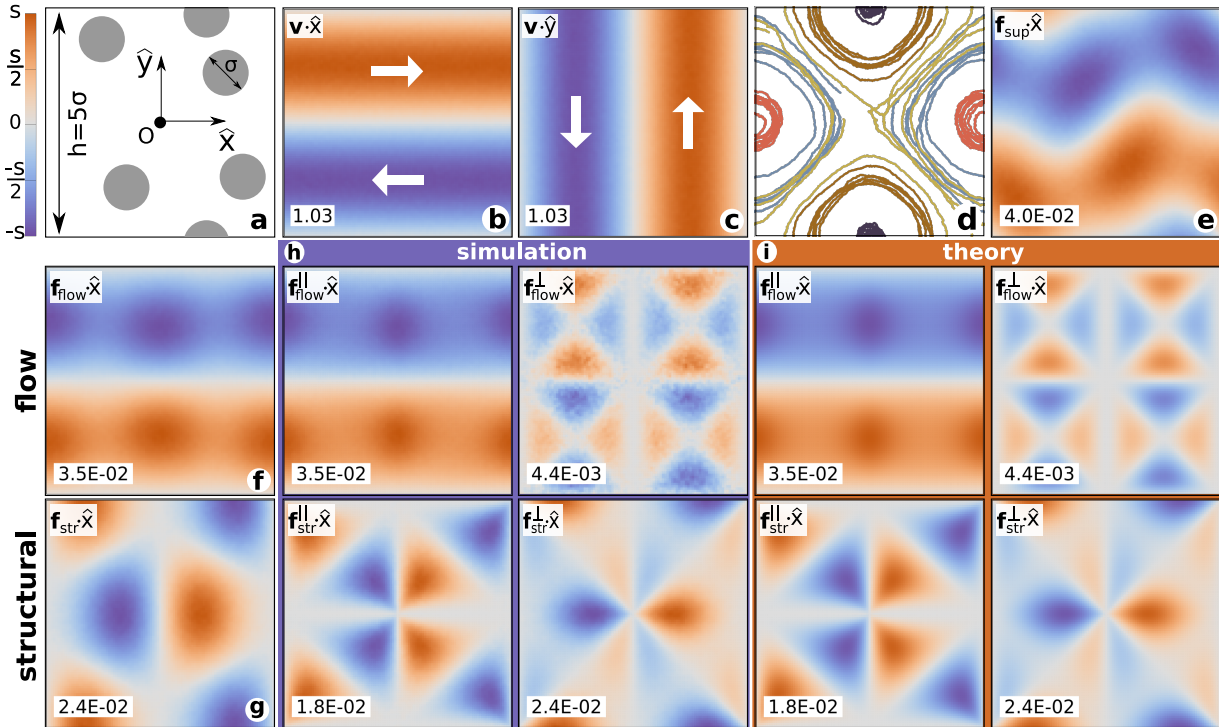 s
s/2
0
-s/2
-s
h=5σ
ŷ
σ
O
x̂
a
v·x̂
1.03
b
v·ŷ
1.03
c
d
f_sup·x̂
4.0E-02
e
h simulation
i theory
flow
f_flow·x̂
3.5E-02
f
f^||_flow·x̂
3.5E-02
f^⊥_flow·x̂
4.4E-03
f^||_flow·x̂
3.5E-02
f^⊥_flow·x̂
4.4E-03
structural
f_str·x̂
2.4E-02
g
f^||_str·x̂
1.8E-02
f^⊥_str·x̂
2.4E-02
f^||_str·x̂
1.8E-02
f^⊥_str·x̂
2.4E-02